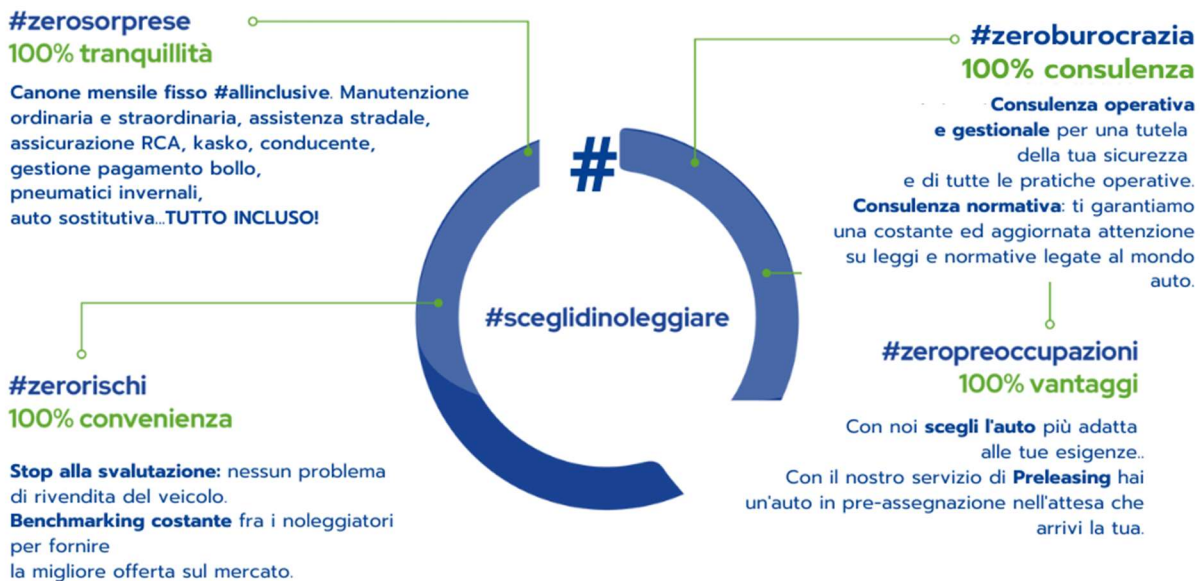 #zerosorprese
100% tranquillità
Canone mensile fisso #allinclusive. Manutenzione
ordinaria e straordinaria, assistenza stradale,
assicurazione RCA, kasko, conducente,
gestione pagamento bollo,
pneumatici invernali,
auto sostitutiva...TUTTO INCLUSO!
#zeroburocrazia
100% consulenza
Consulenza operativa
e gestionale per una tutela
della tua sicurezza
e di tutte le pratiche operative.
Consulenza normativa: ti garantiamo
una costante ed aggiornata attenzione
su leggi e normative legate al mondo
auto.
#
#sceglidinoleggiare
#zerorischi
100% convenienza
Stop alla svalutazione: nessun problema
di rivendita del veicolo.
Benchmarking costante fra i noleggiatori
per fornire
la migliore offerta sul mercato.
#zeropreoccupazioni
100% vantaggi
Con noi scegli l'auto più adatta
alle tue esigenze..
Con il nostro servizio di Preleasing hai
un'auto in pre-assegnazione nell'attesa che
arrivi la tua.